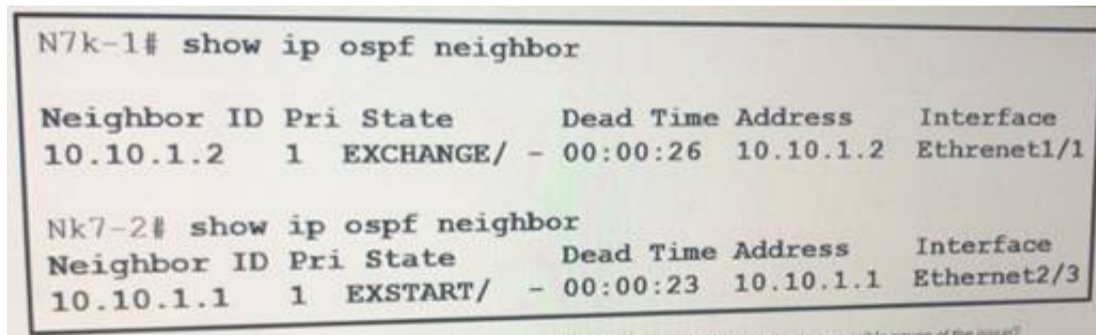 N7k-1# show ip ospf neighbor
Neighbor ID Pri State Dead Time Address Interface
10.10.1.2 1 EXCHANGE/ - 00:00:26 10.10.1.2 Ethrenet1/1
Nk7-2# show ip ospf neighbor
Neighbor ID Pri State Dead Time Address Interface
10.10.1.1 1 EXSTART/ - 00:00:23 10.10.1.1 Ethernet2/3